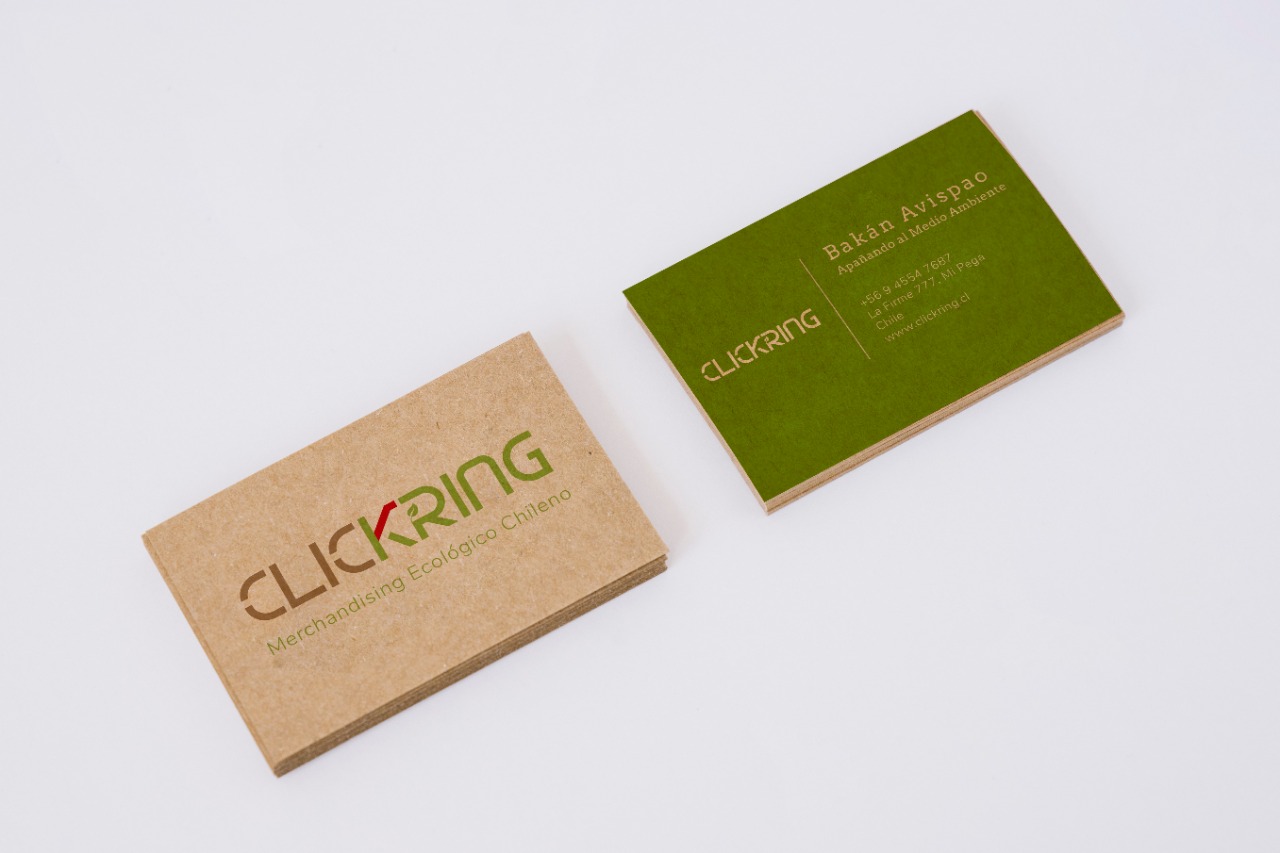 CLICKRING
Merchandising Ecológico Chileno
CLICKRING
Bakán Avispao
Apañando al Medio Ambiente
+56 9 4554 7687
La Firme 777, Mi Pega
Chile
www.clickring.cl